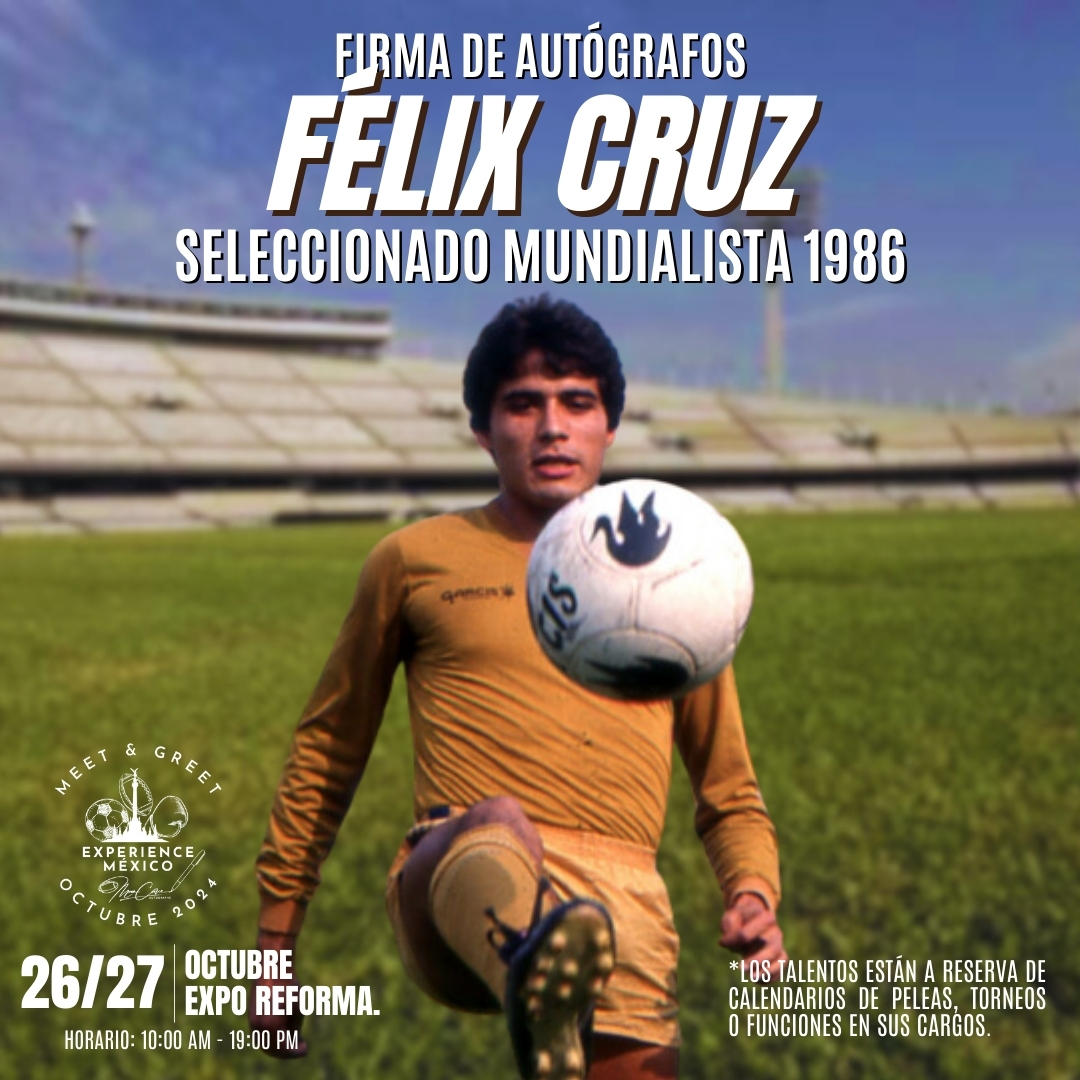 FIRMA DE AUTÓGRAFOS
FÉLIX CRUZ
SELECCIONADO MUNDIALISTA 1986
garcis
MEET & GREET
EXPERIENCE
MÉXICO
OCTUBRE 2024
26/27
OCTUBRE
EXPO REFORMA.
HORARIO: 10:00 AM - 19:00 PM
*LOS TALENTOS ESTÁN A RESERVA DE
CALENDARIOS DE PELEAS, TORNEOS
O FUNCIONES EN SUS CARGOS.